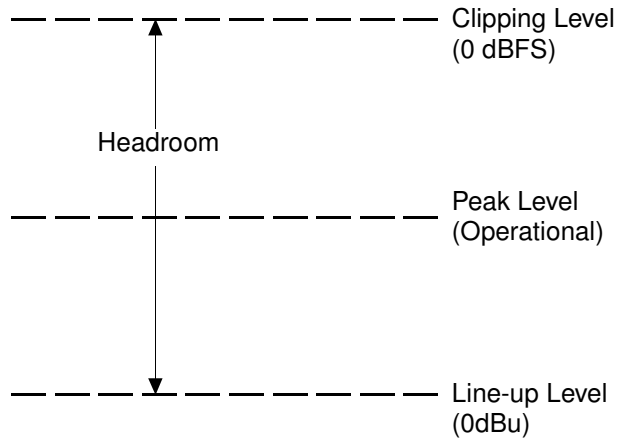 Clipping Level
(0 dBFS)
Headroom
Peak Level
(Operational)
Line-up Level
(0dBu)